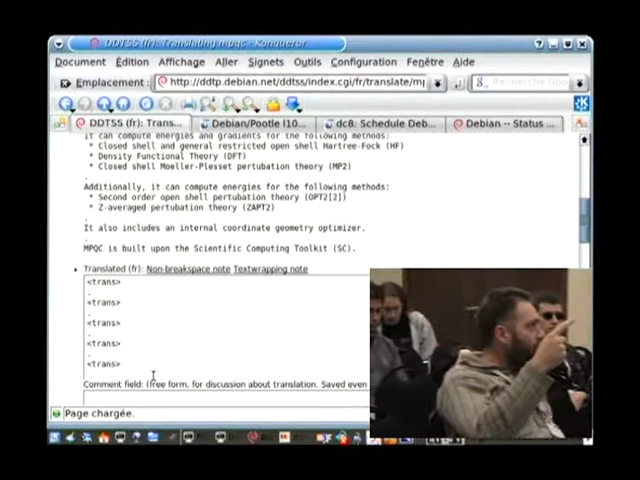 DDTSS (fr): Translating mpqc - Konqueror
Document Édition Affichage Aller Signets Outils Configuration Fenêtre Aide
Emplacement: http://ddtp.debian.net/ddtss/index.cgi/fr/translate/mp
Recherche Goo
DDTSS (fr): Trans... Debian/Pootle l10... dc8: Schedule Deb... Debian -- Status ...
It can compute energies and gradients for the following methods:
* Closed shell and general restricted open shell Hartree-Fock (HF)
* Density Functional Theory (DFT)
* Closed shell Moeller-Plesset pertubation theory (MP2)
.
Additionally, it can compute energies for the following methods:
* Second order open shell pertubation theory (OPT2[2])
* Z-averaged pertubation theory (ZAPT2)
.
It also includes an internal coordinate geometry optimizer.
.
MPQC is built upon the Scientific Computing Toolkit (SC).
Translated (fr): Non-breakspace note Textwrapping note
<trans>
.
<trans>
.
<trans>
.
<trans>
.
<trans>
Comment field: (free form, for discussion about translation. Saved even
Page chargée.